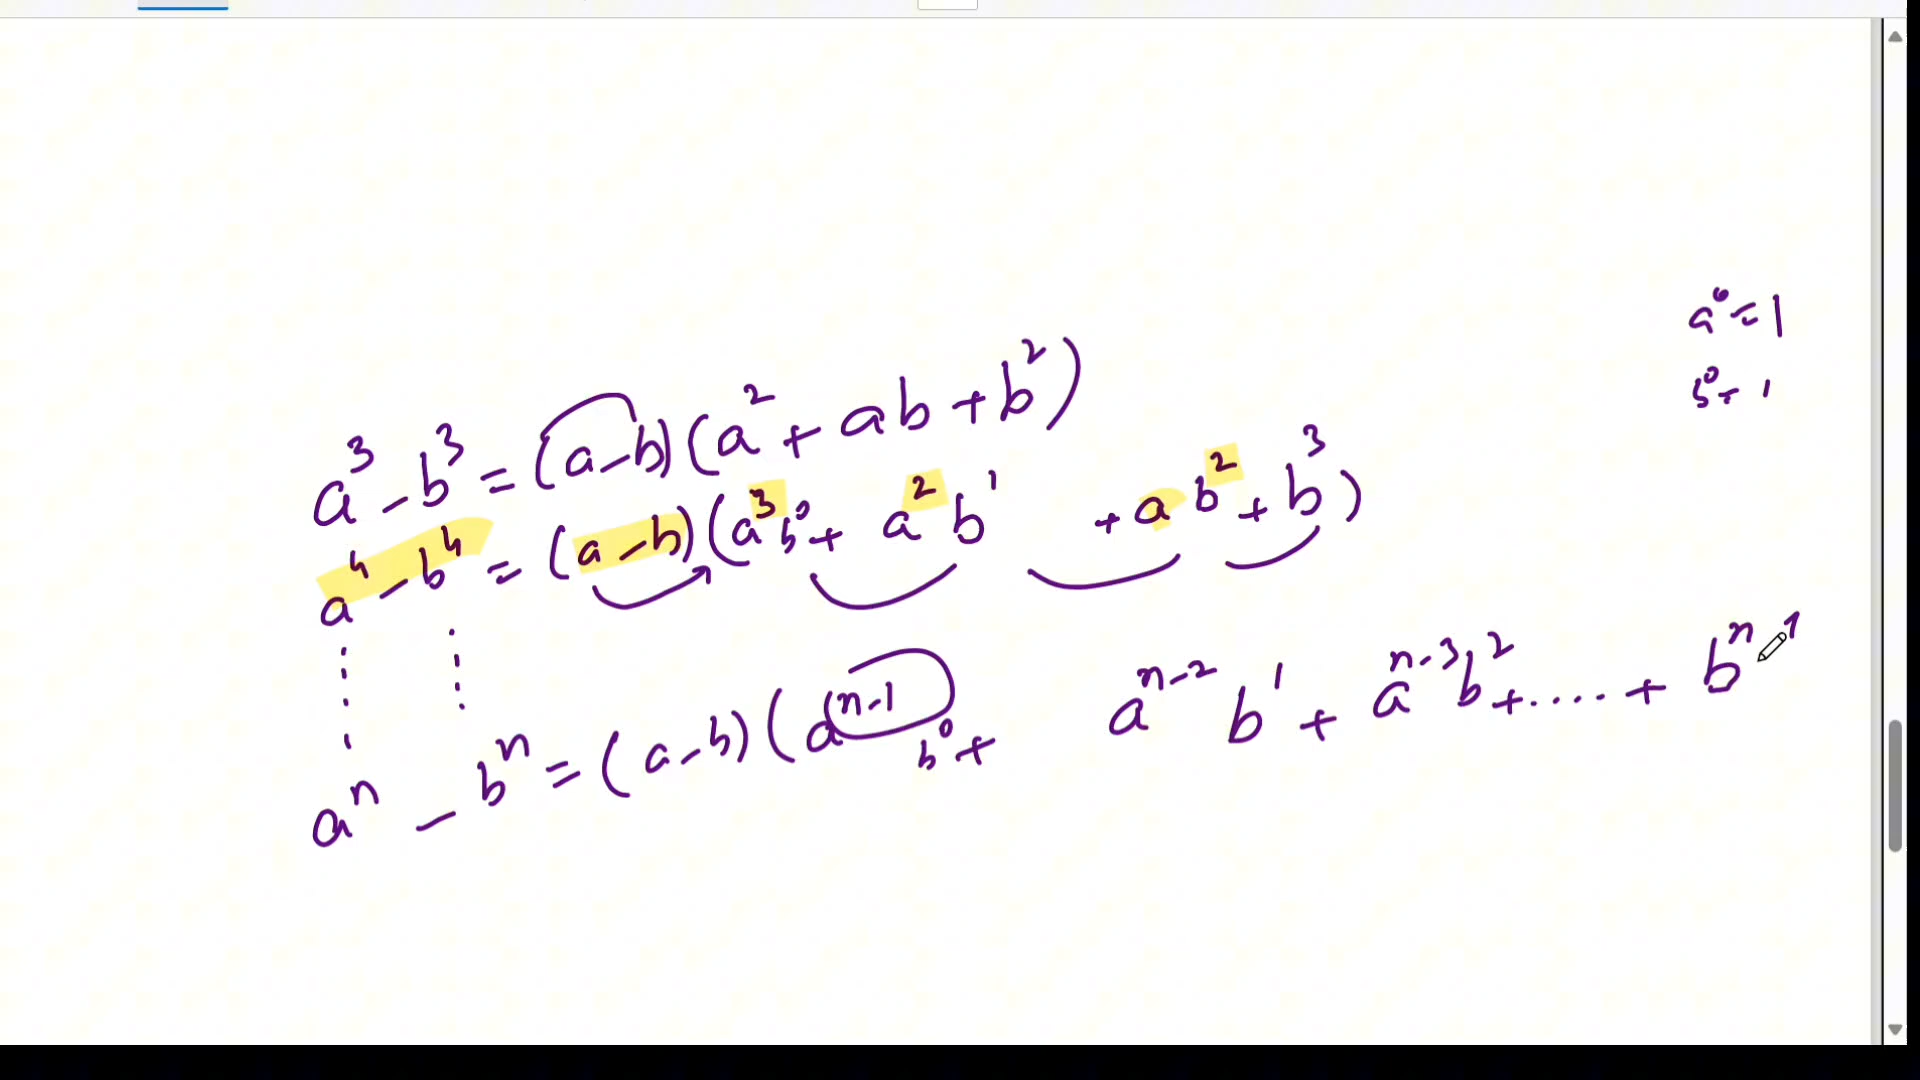 a⁰ = 1
b⁰ = 1
a³ - b³ = (a-b)(a² + ab + b²)
a⁴ - b⁴ = (a-b)(a³b⁰ + a²b¹ + ab² + b³)
aⁿ - bⁿ = (a-b)(aⁿ⁻¹b⁰ + aⁿ⁻²b¹ + aⁿ⁻³b² + ..... + bⁿ⁻¹